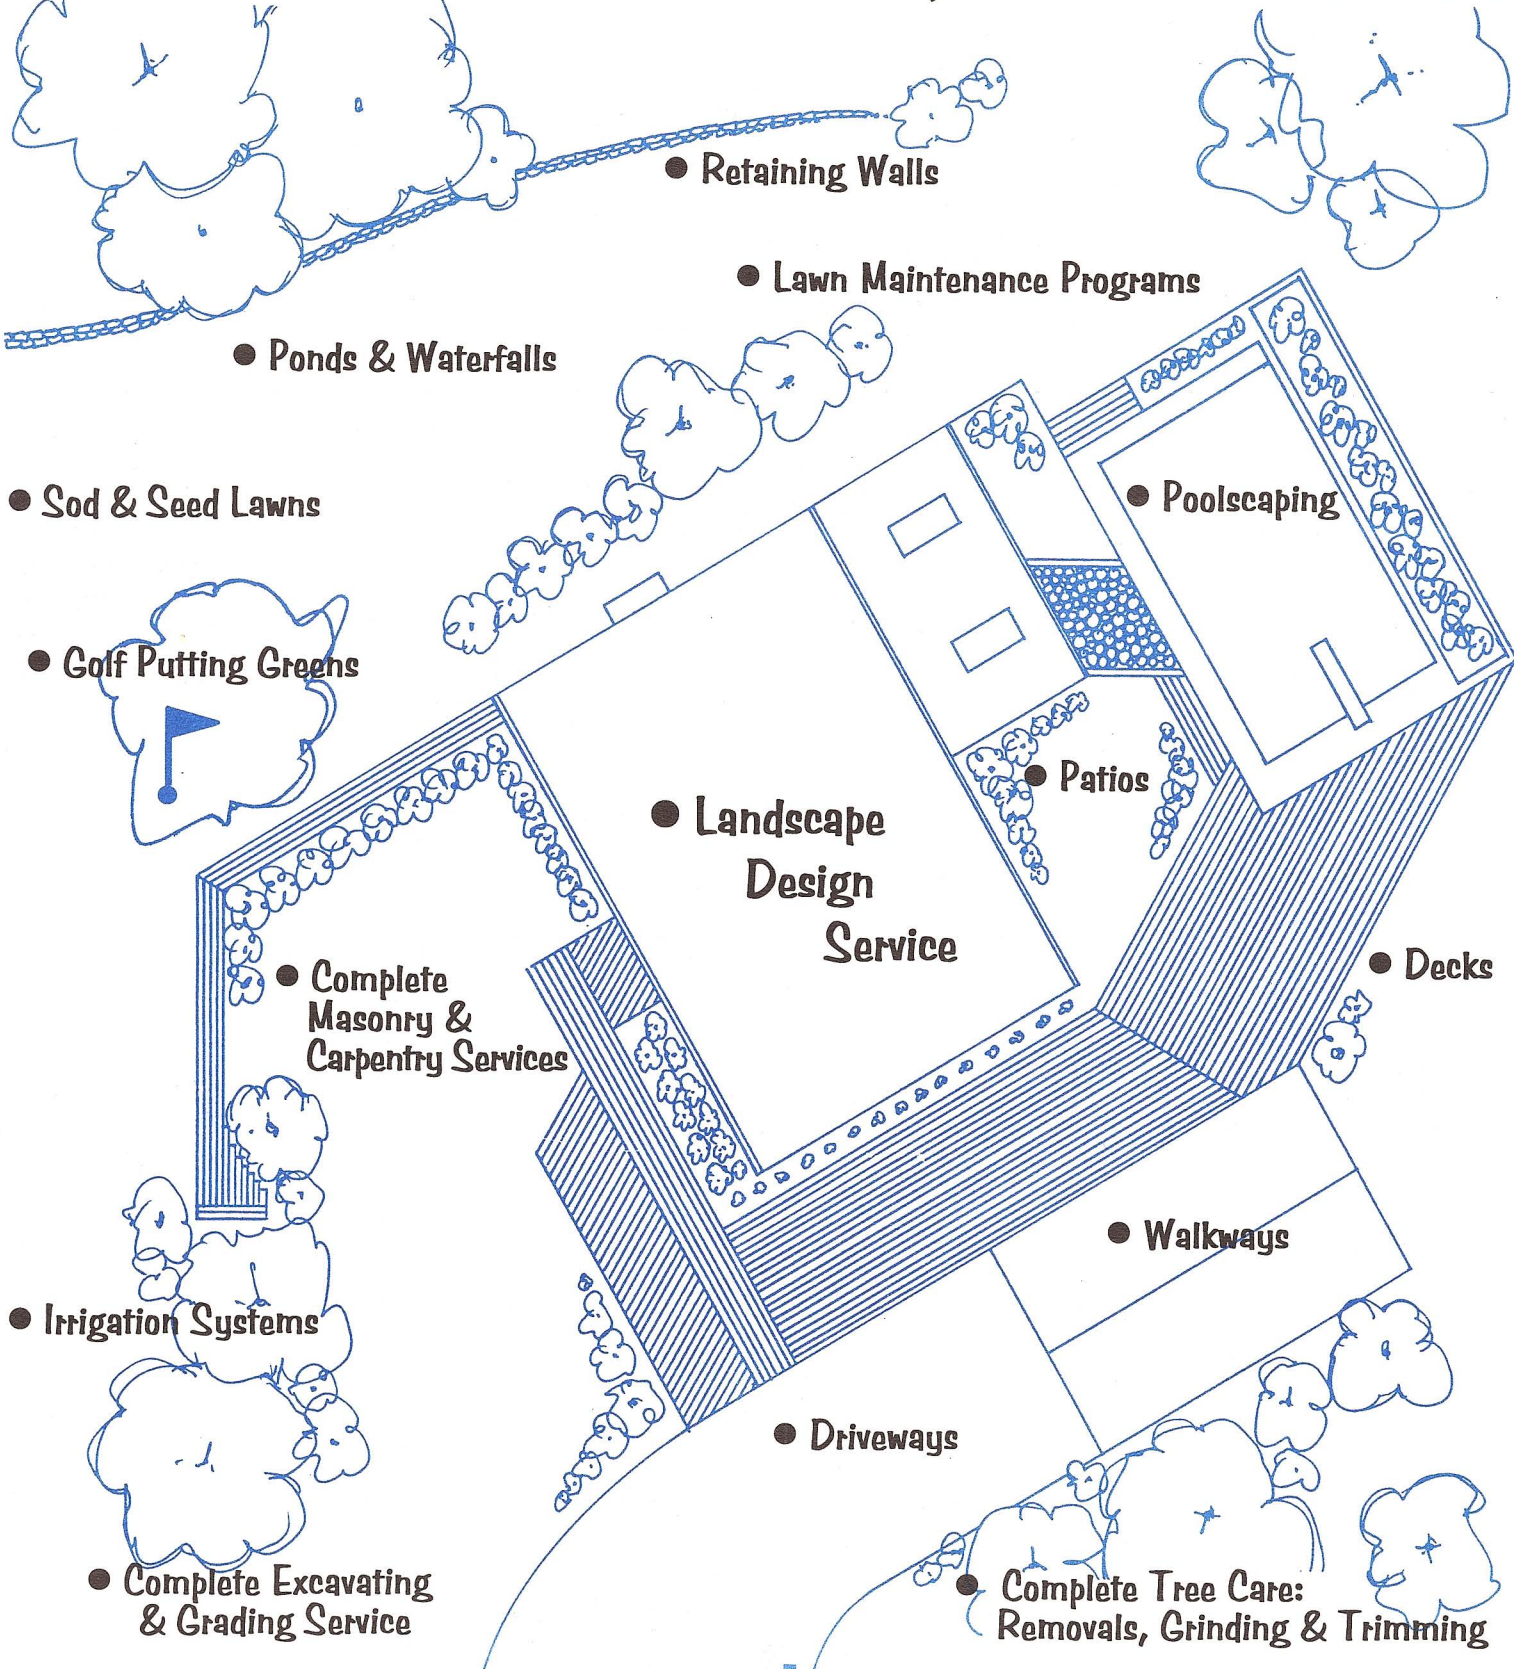 ● Retaining Walls
● Lawn Maintenance Programs
● Ponds & Waterfalls
● Sod & Seed Lawns
● Poolscaping
● Golf Putting Greens
● Patios
● Landscape
Design
Service
● Decks
● Complete
Masonry &
Carpentry Services
● Walkways
● Irrigation Systems
● Driveways
● Complete Excavating
& Grading Service
● Complete Tree Care:
Removals, Grinding & Trimming